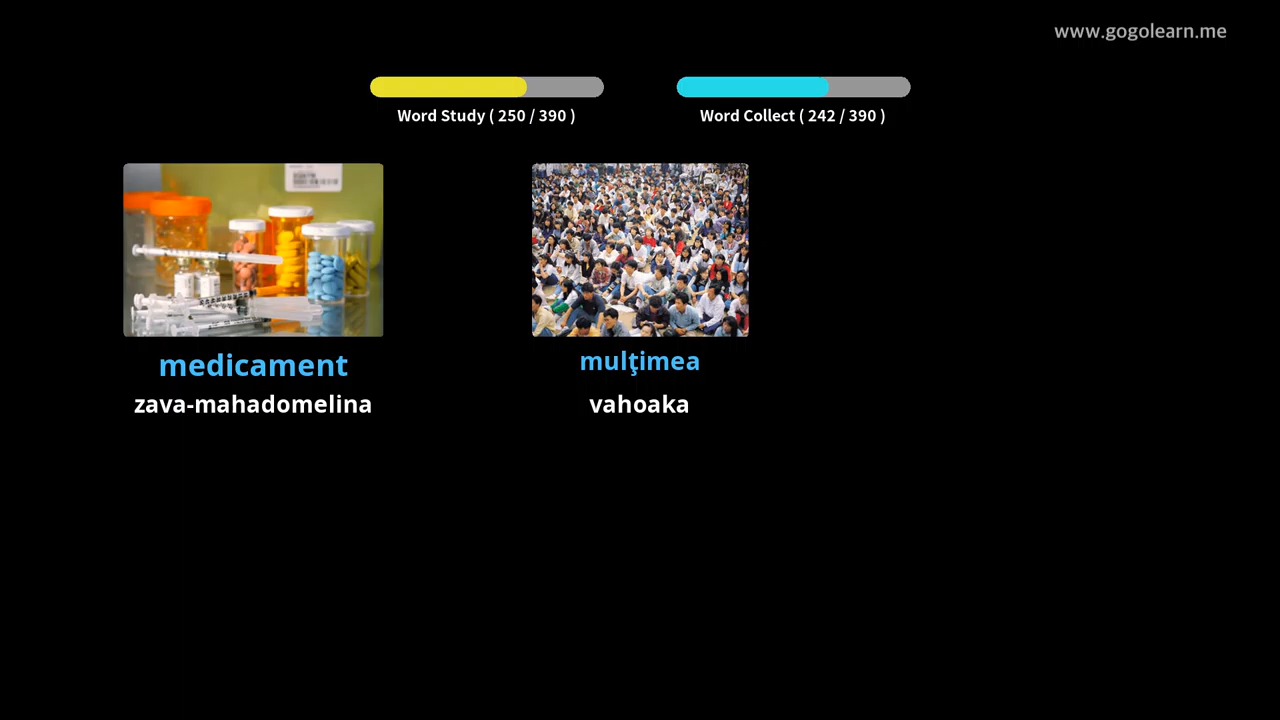 www.gogolearn.me
Word Study ( 250 / 390 )
Word Collect ( 242 / 390 )
medicament
zava-mahadomelina
mulţimea
vahoaka